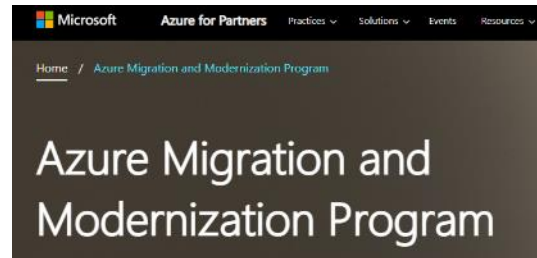 Microsoft Azure for Partners Practices Solutions Events Resources
Home / Azure Migration and Modernization Program
Azure Migration and
Modernization Program